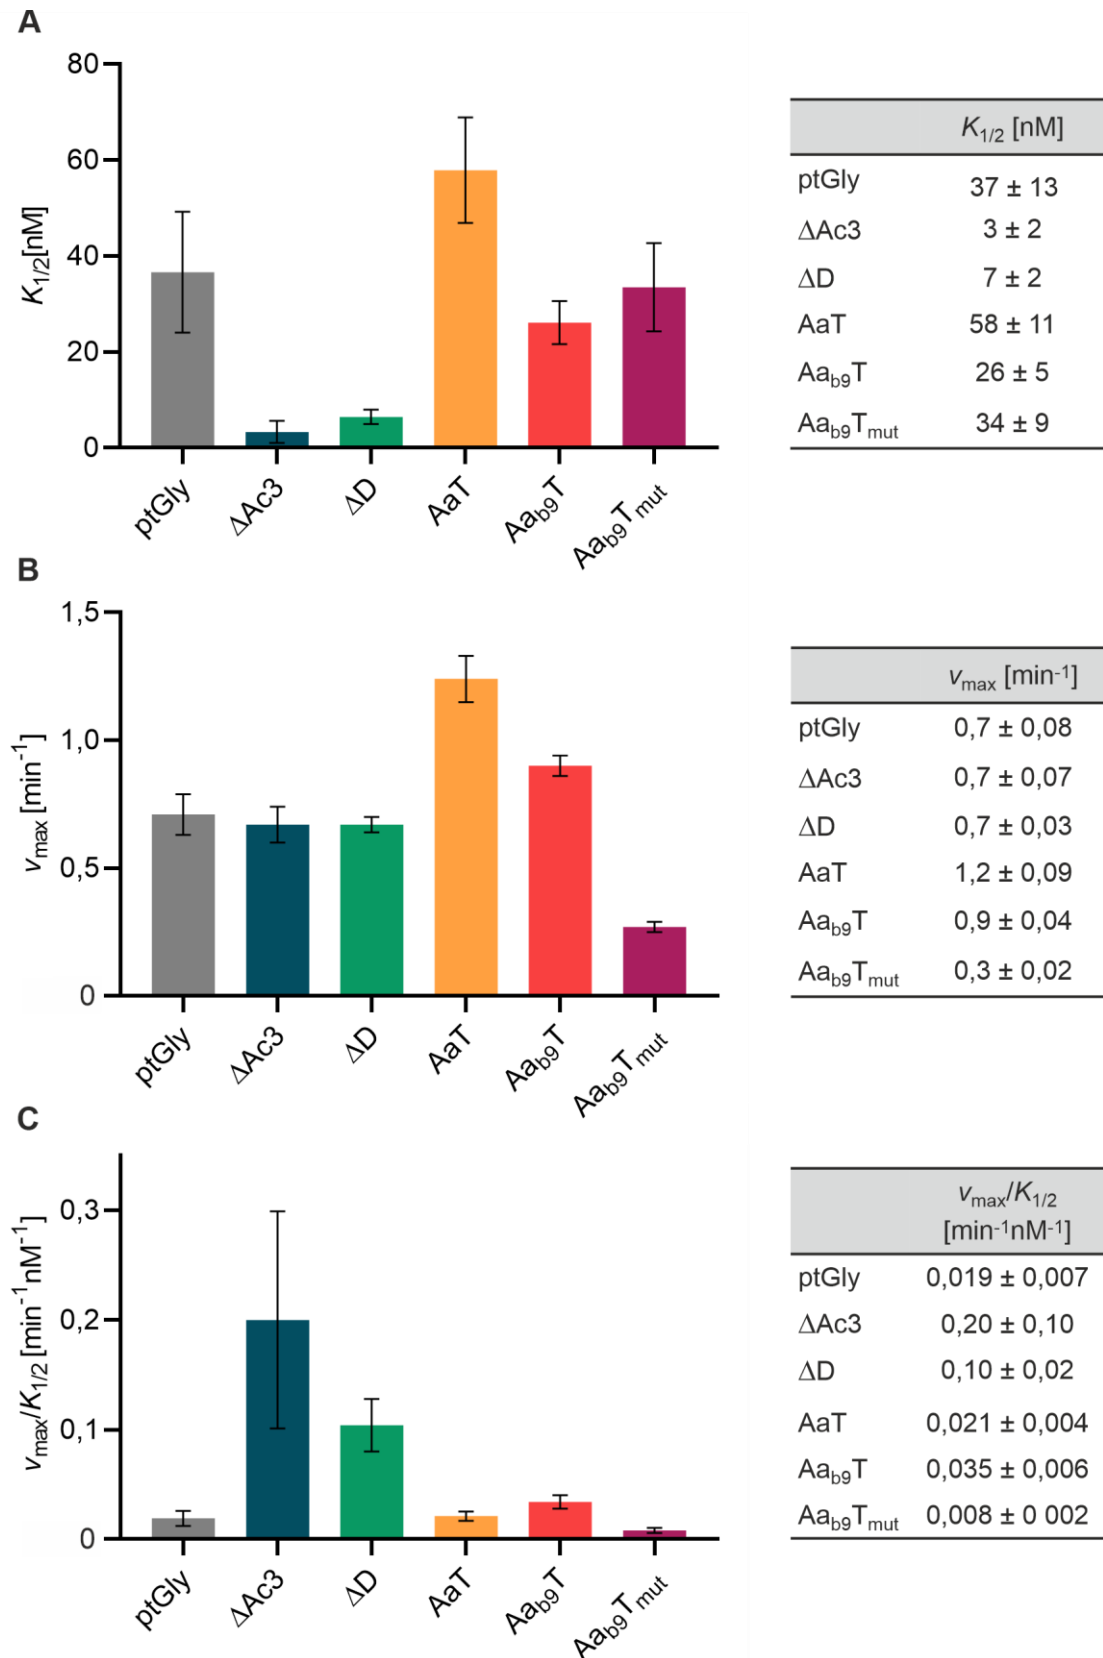 A
80
60
40
20
0
K1/2[nM]
ptGly
ΔAc3
ΔD
AaT
Aab9T
Aab9Tmut
K1/2 [nM]
ptGly 37 ± 13
ΔAc3 3 ± 2
ΔD 7 ± 2
AaT 58 ± 11
Aab9T 26 ± 5
Aab9Tmut 34 ± 9
B
1,5
1,0
0,5
0
vmax [min-1]
ptGly
ΔAc3
ΔD
AaT
Aab9T
Aab9Tmut
vmax [min-1]
ptGly 0,7 ± 0,08
ΔAc3 0,7 ± 0,07
ΔD 0,7 ± 0,03
AaT 1,2 ± 0,09
Aab9T 0,9 ± 0,04
Aab9Tmut 0,3 ± 0,02
C
0,3
0,2
0,1
0
vmax/K1/2 [min-1nM-1]
ptGly
ΔAc3
ΔD
AaT
Aab9T
Aab9Tmut
vmax/K1/2
[min-1nM-1]
ptGly 0,019 ± 0,007
ΔAc3 0,20 ± 0,10
ΔD 0,10 ± 0,02
AaT 0,021 ± 0,004
Aab9T 0,035 ± 0,006
Aab9Tmut 0,008 ± 0 002